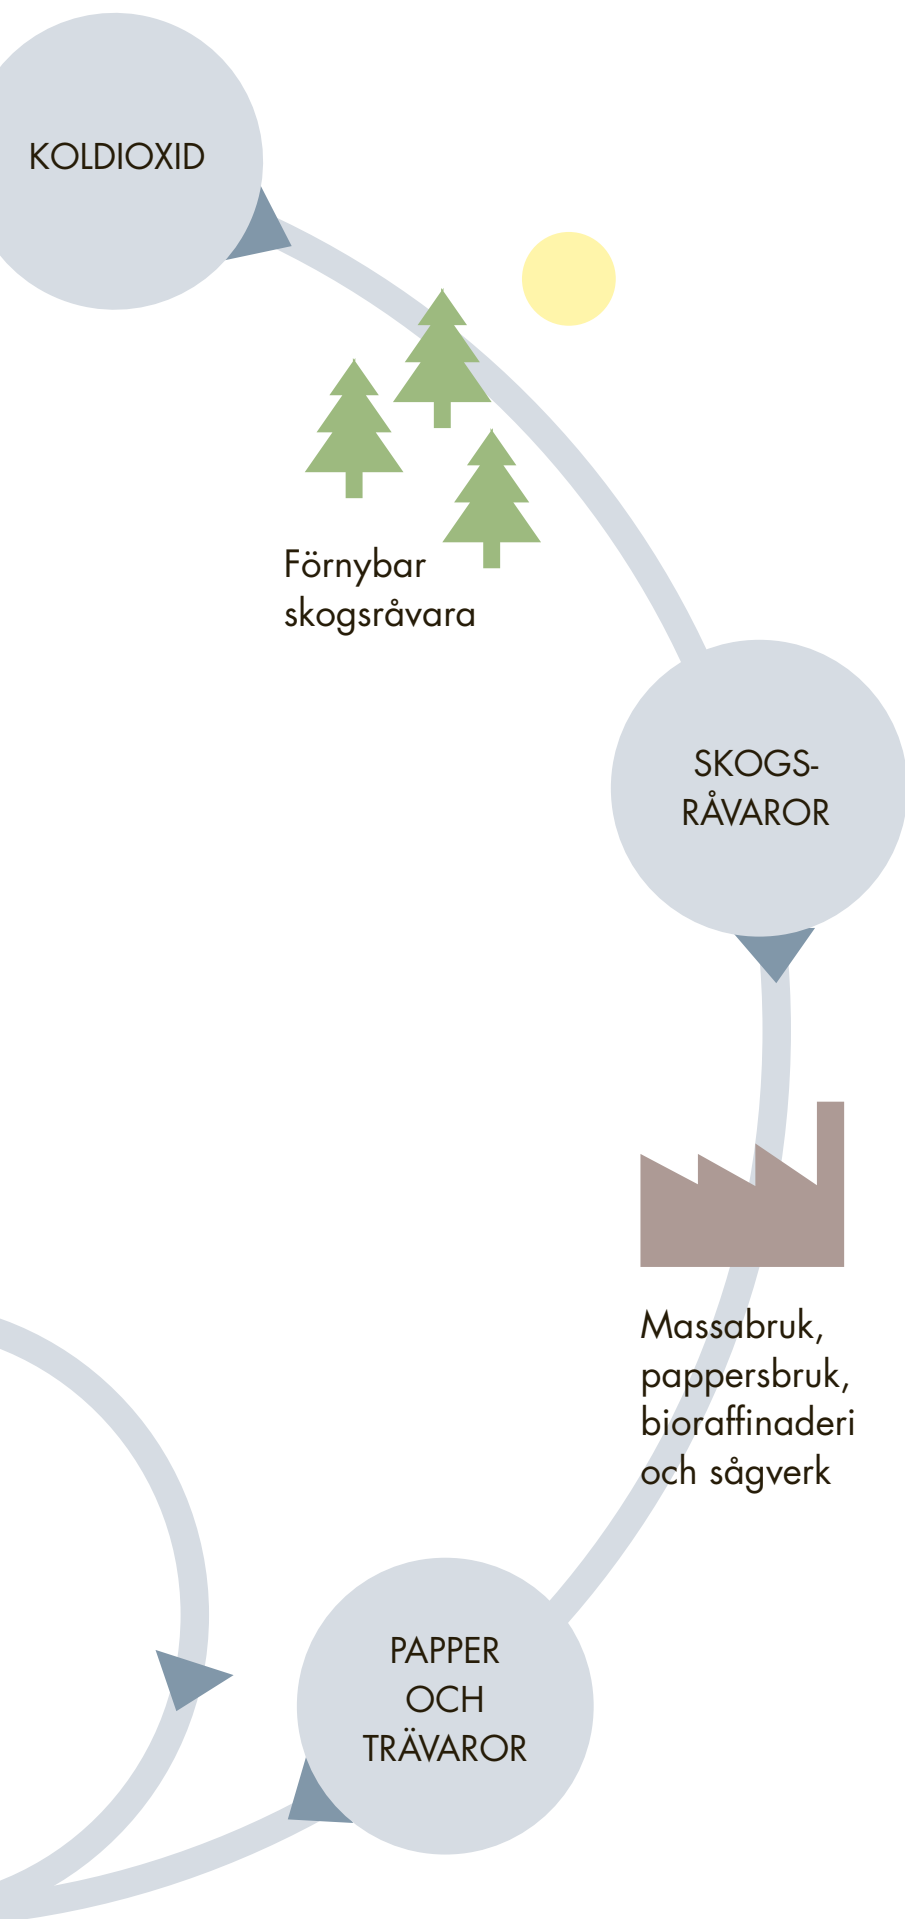 KOLDIOXID
Förnybar
skogsråvara
SKOGS-
RÅVAROR
Massabruk,
pappersbruk,
bioraffinaderi
och sågverk
PAPPER
OCH
TRÄVAROR